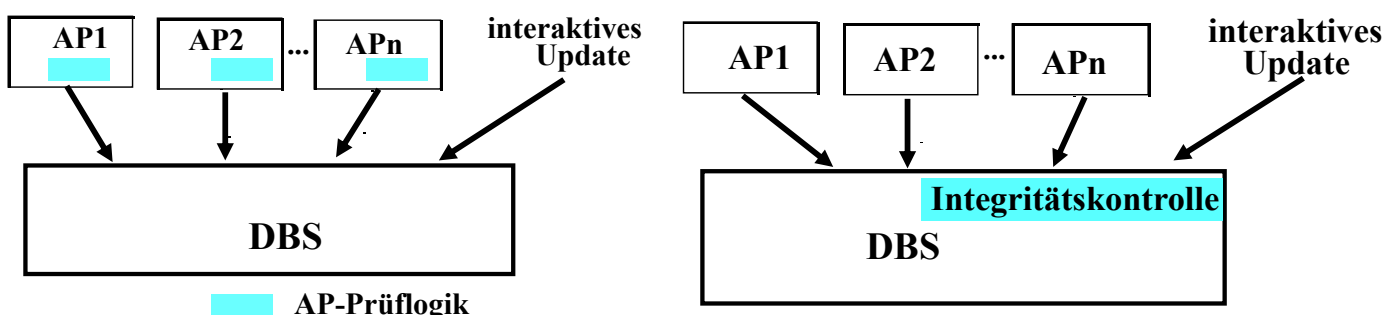 AP1
AP2
...
APn
interaktives
Update
DBS
AP-Prüflogik
AP1
AP2
...
APn
interaktives
Update
Integritätskontrolle
DBS